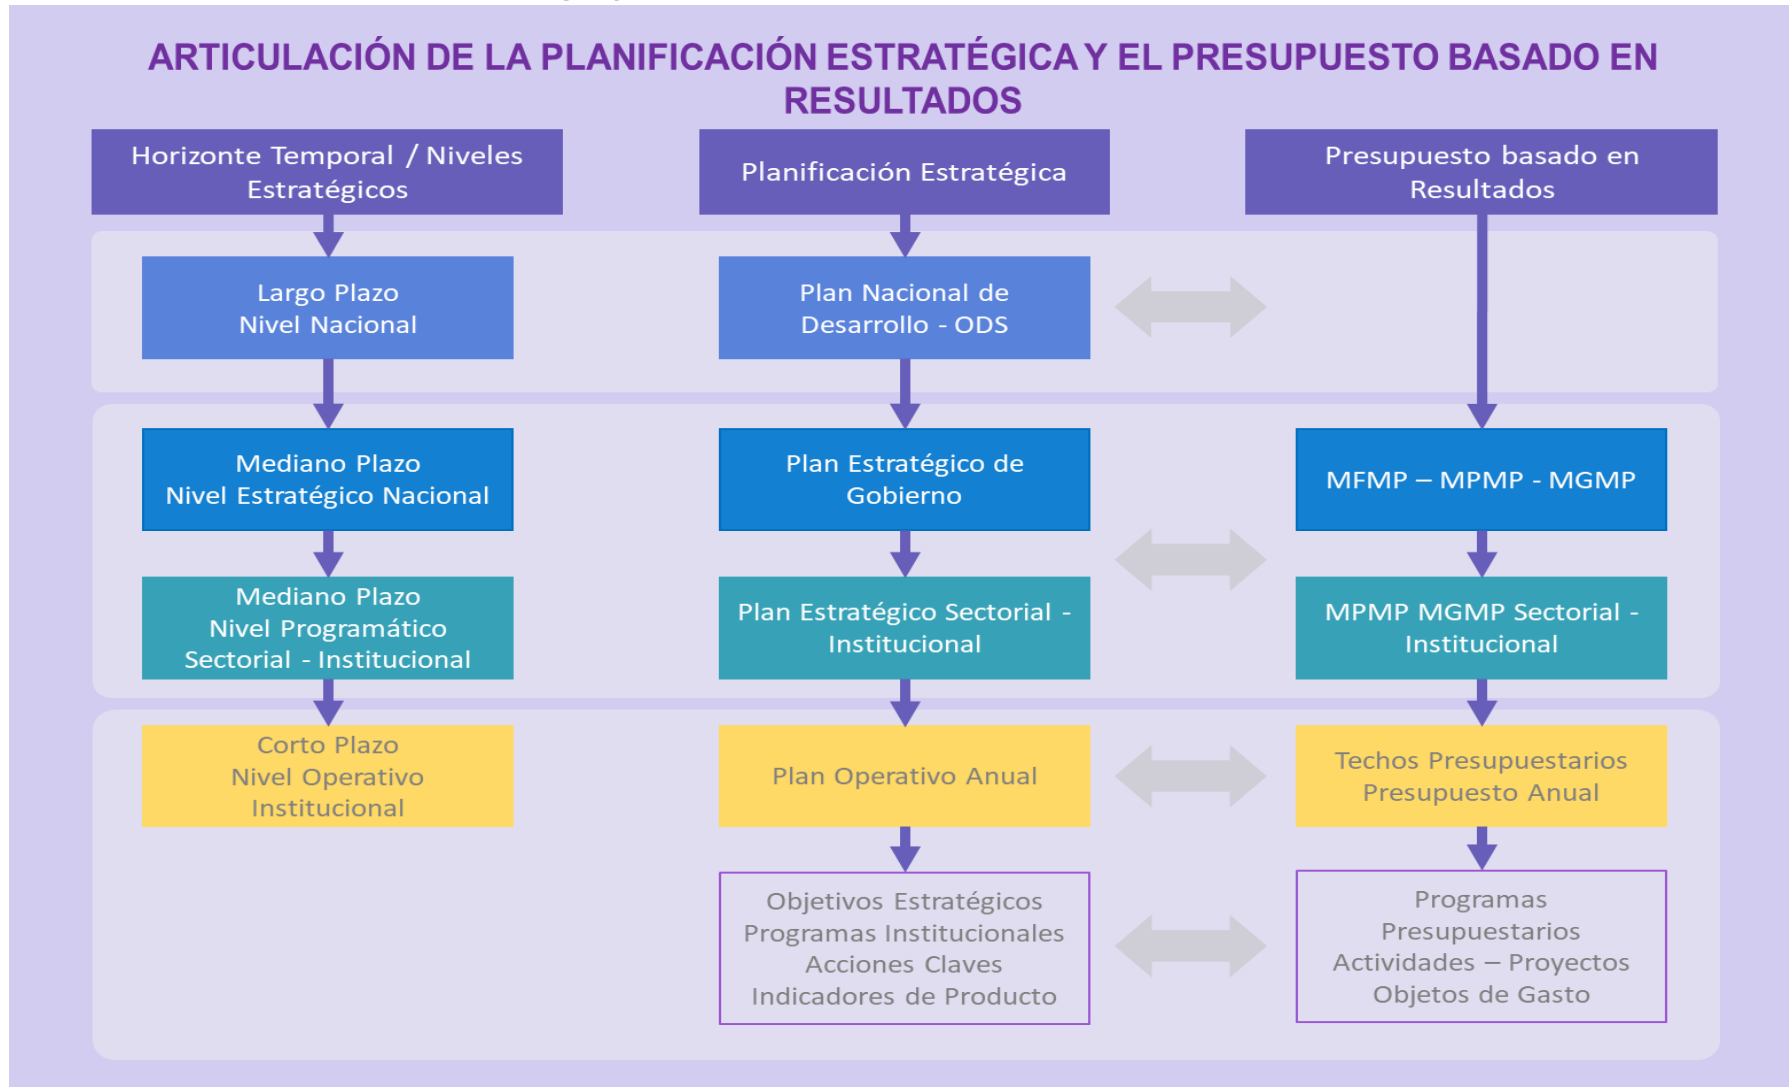 ARTICULACIÓN DE LA PLANIFICACIÓN ESTRATÉGICA Y EL PRESUPUESTO BASADO EN
RESULTADOS
Horizonte Temporal / Niveles
Estratégicos
Planificación Estratégica
Presupuesto basado en
Resultados
Largo Plazo
Nivel Nacional
Plan Nacional de
Desarrollo - ODS
Mediano Plazo
Nivel Estratégico Nacional
Plan Estratégico de
Gobierno
MFMP – MPMP - MGMP
Mediano Plazo
Nivel Programático
Sectorial - Institucional
Plan Estratégico Sectorial -
Institucional
MPMP MGMP Sectorial -
Institucional
Corto Plazo
Nivel Operativo
Institucional
Plan Operativo Anual
Techos Presupuestarios
Presupuesto Anual
Objetivos Estratégicos
Programas Institucionales
Acciones Claves
Indicadores de Producto
Programas
Presupuestarios
Actividades – Proyectos
Objetos de Gasto